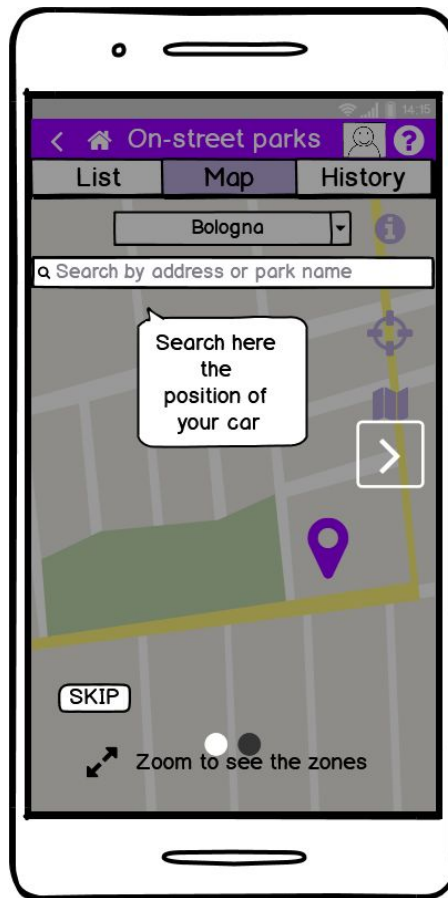 14:15
On-street parks
?
List Map History
Bologna
i
Search by address or park name
Search here
the
position of
your car
SKIP
Zoom to see the zones